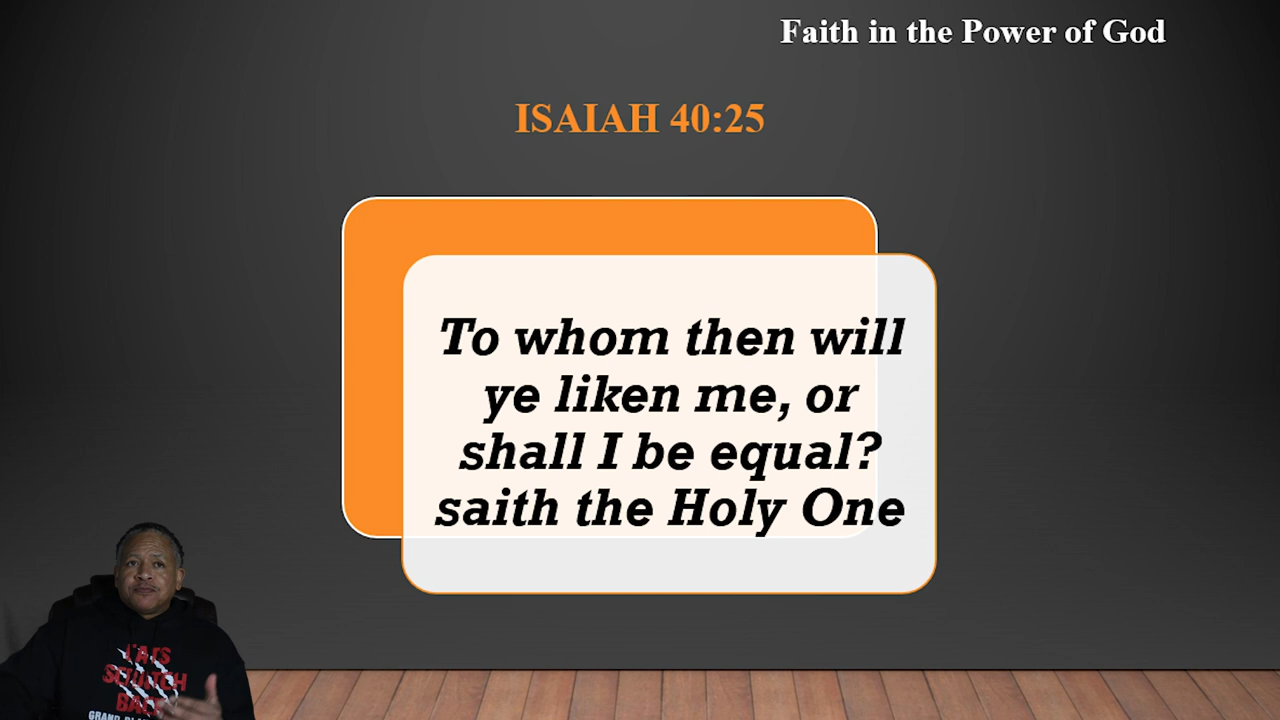 Faith in the Power of God
ISAIAH 40:25
To whom then will
ye liken me, or
shall I be equal?
saith the Holy One